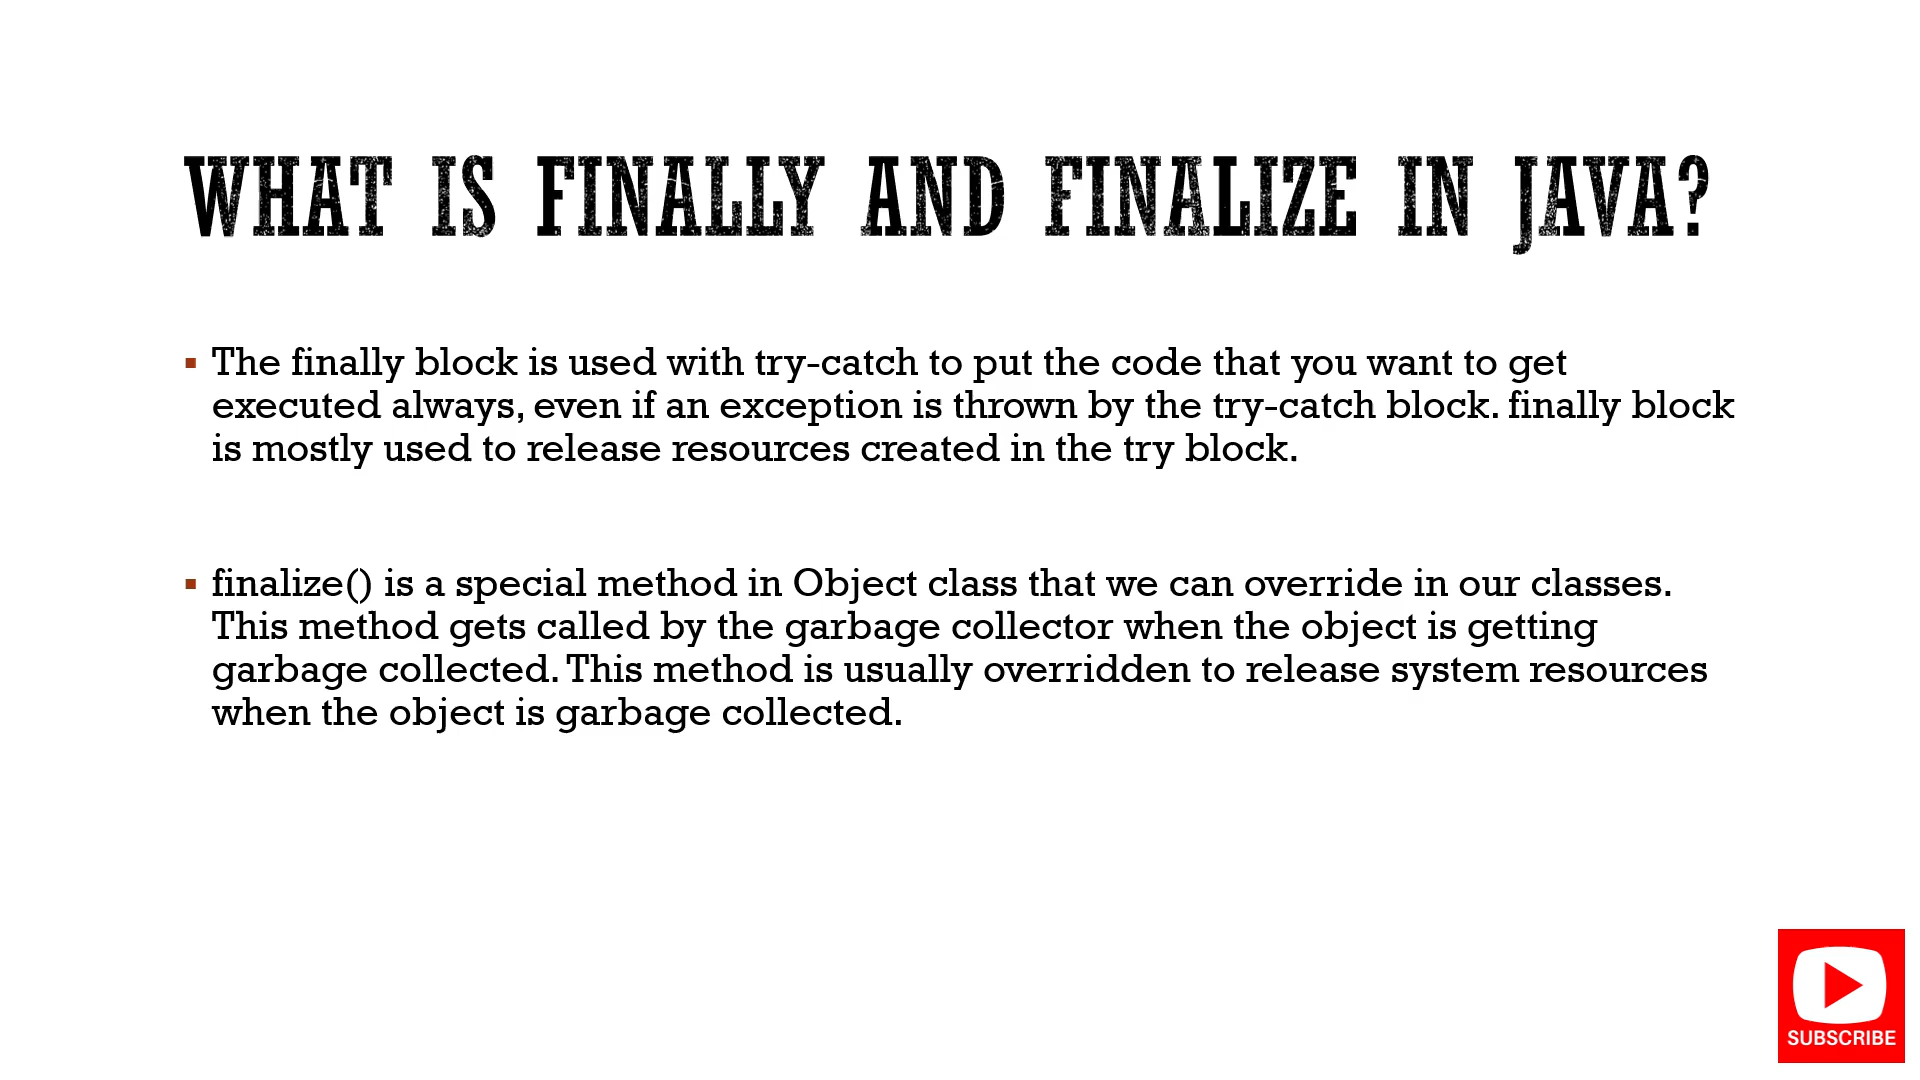 WHAT IS FINALLY AND FINALIZE IN JAVA?
▪ The finally block is used with try-catch to put the code that you want to get
executed always, even if an exception is thrown by the try-catch block. finally block
is mostly used to release resources created in the try block.
▪ finalize() is a special method in Object class that we can override in our classes.
This method gets called by the garbage collector when the object is getting
garbage collected. This method is usually overridden to release system resources
when the object is garbage collected.
SUBSCRIBE